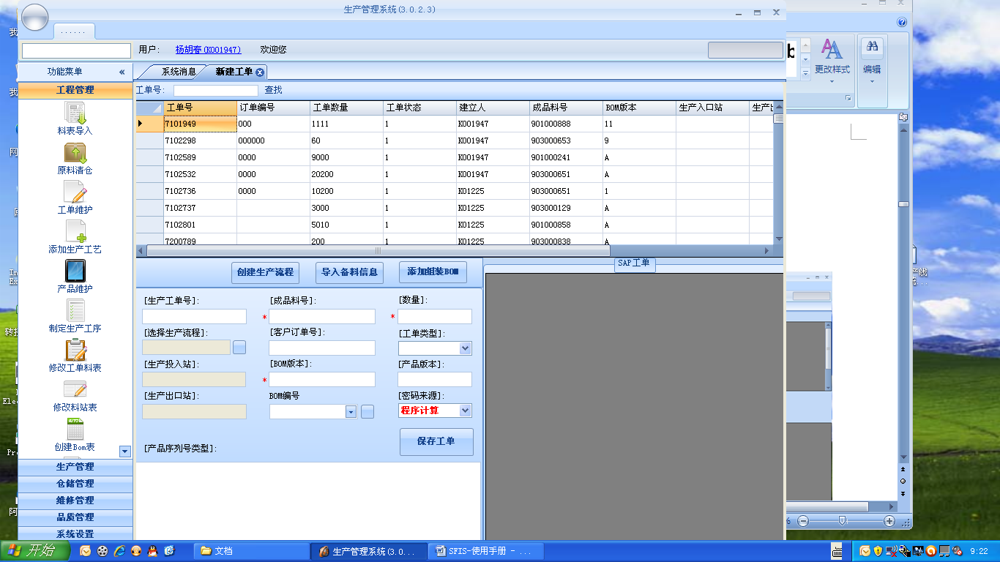 生产管理系统(3.0.2.3)
......
用户: 杨胡春(K001947) 欢迎您
功能菜单 «
系统消息 新建工单
工单号: 查找
工程管理
料表导入
原料清仓
工单维护
添加生产工艺
产品维护
制定生产工序
修改工单料表
修改料站表
创建Bom表
生产管理
仓储管理
维修管理
品质管理
系统设置
工单号 订单编号 工单数量 工单状态 建立人 成品料号 BOM版本 生产入口站
7101949 000 1111 1 K001947 901000888 11
7102298 000000 60 1 K001947 903000653 9
7102589 0000 9000 1 K001947 901000241 A
7102532 0000 20200 1 K001947 903000651 A
7102736 0000 10200 1 K01225 903000651 1
7102737 3000 1 K01225 903000129 A
7102801 5010 1 K01225 901000858 A
7200789 200 1 K01225 903000838 A
创建生产流程 导入备料信息 添加组装BOM
SAP工单
[生产工单号]: [成品料号]: [数量]:
* *
[选择生产流程]: [客户订单号]: [工单类型]:
[生产投入站]: [BOM版本]: [产品版本]:
*
[生产出口站]: BOM编号 [密码来源]:
程序计算
保存工单
[产品序列号类型]:
更改样式
编辑
开始
文档
生产管理系统(3.0...
SFIS-使用手册 - ...
9:22